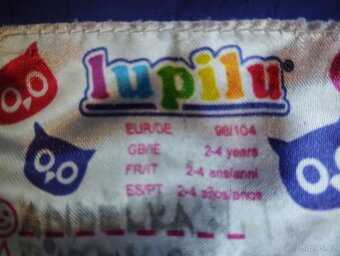 lupilu®
EUR/DE 98/104
GB/IE 2-4 years
FR/IT 2-4 ans/anni
ES/PT 2-4 años/anos